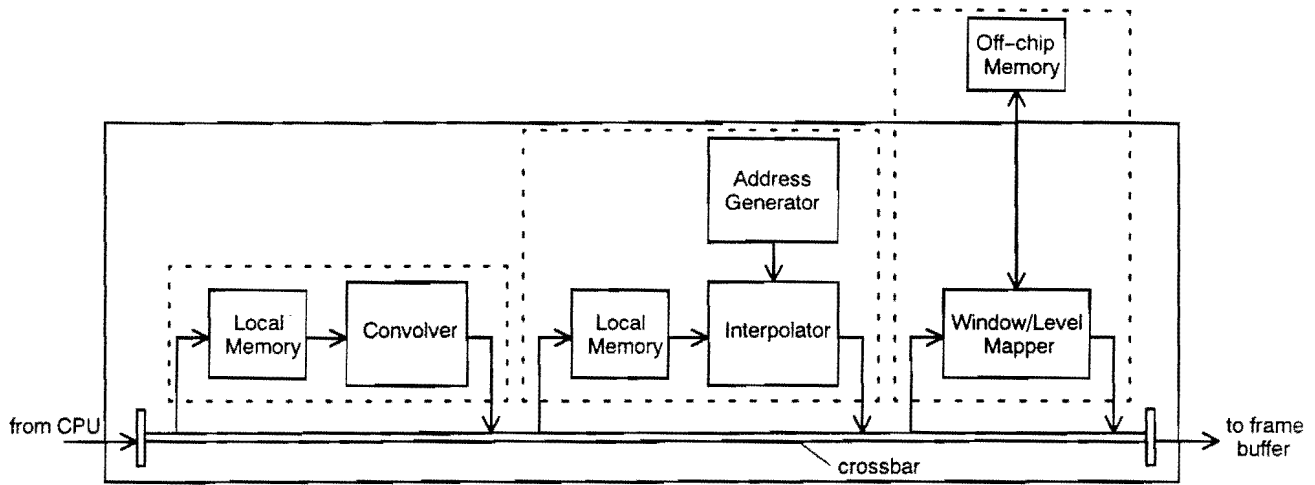 Off-chip
Memory
Address
Generator
Local
Memory
Convolver
Local
Memory
Interpolator
Window/Level
Mapper
from CPU
to frame
buffer
crossbar